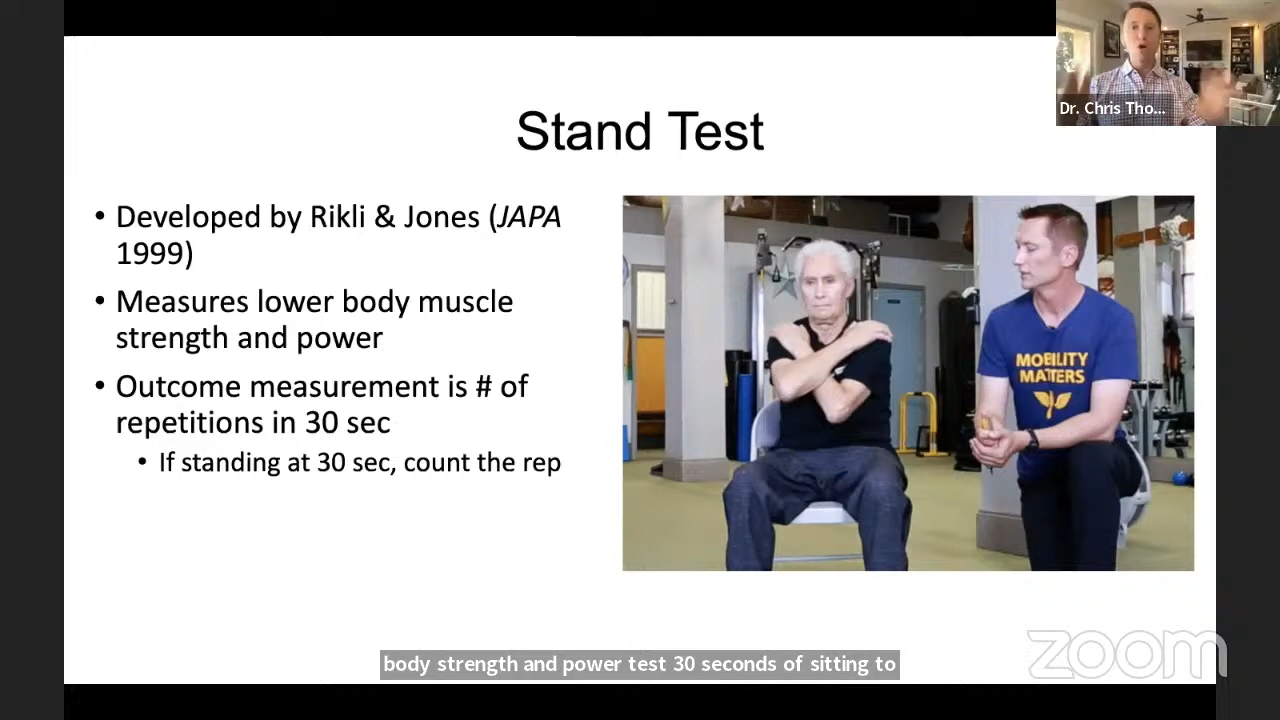 Dr. Chris Tho...
Stand Test
• Developed by Rikli & Jones (JAPA
1999)
• Measures lower body muscle
strength and power
• Outcome measurement is # of
repetitions in 30 sec
• If standing at 30 sec, count the rep
MOBILITY
MATTERS
body strength and power test 30 seconds of sitting to
zoom